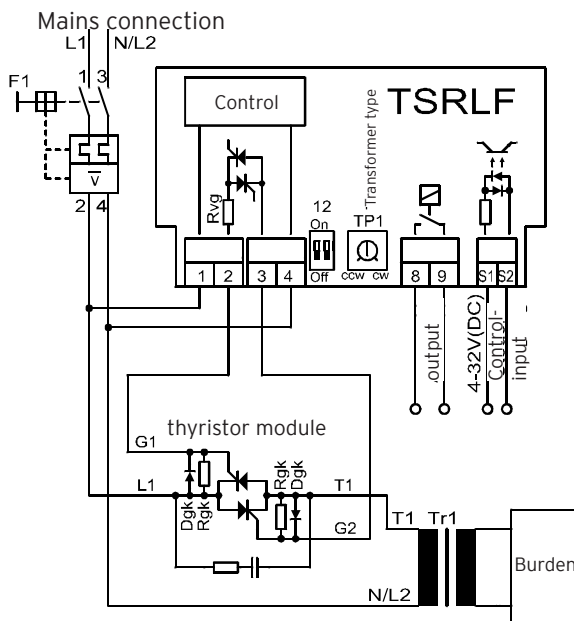 Mains connection
L1 N/L2
1 3
F1
V
2 4
Control
Transformer type
TSRLF
Rvg
12
On
Off
TP1
ccw cw
1 2 3 4 8 9 S1 S2
output
4-32V(DC)
Control-
input
thyristor module
G1
L1
Dgk
Rgk
Rgk
Dgk
T1
G2
T1 Tr1
N/L2
Burden